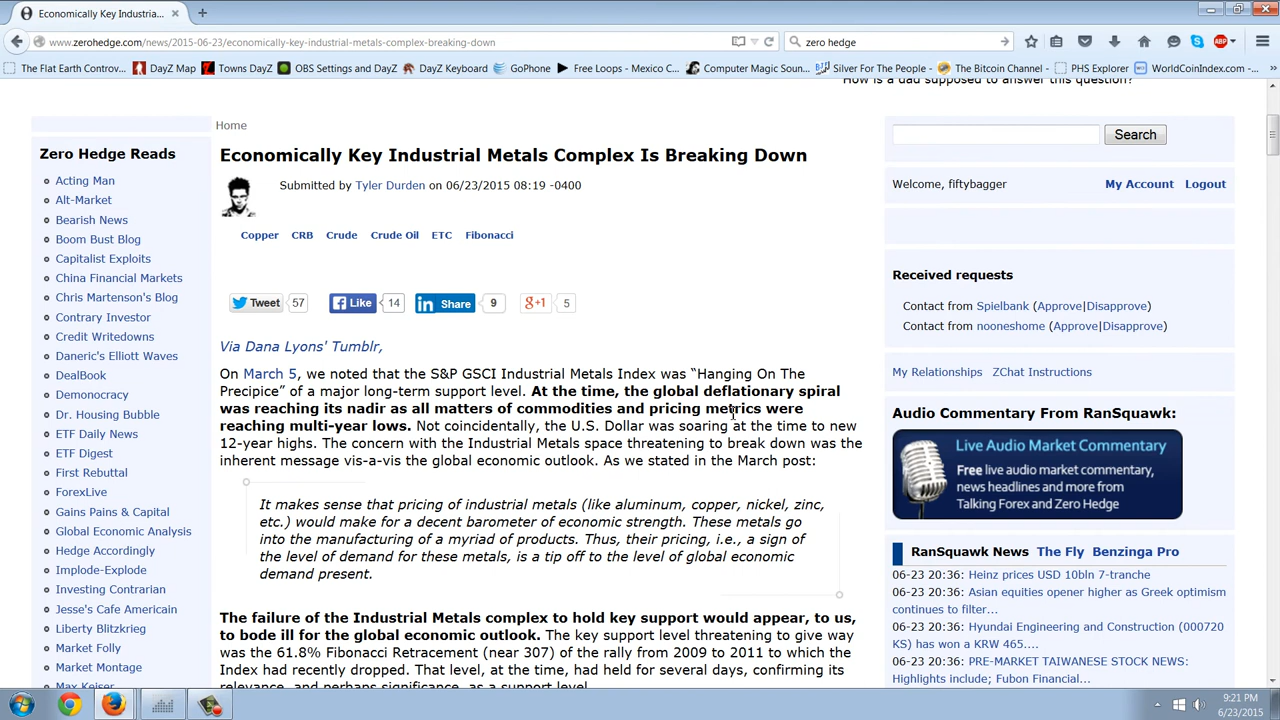 Economically Key Industria...
www.zerohedge.com/news/2015-06-23/economically-key-industrial-metals-complex-breaking-down
zero hedge
ABP
The Flat Earth Controv...
DayZ Map
Towns DayZ
OBS Settings and DayZ
DayZ Keyboard
GoPhone
Free Loops - Mexico C...
Computer Magic Soun...
Silver For The People -
The Bitcoin Channel -
PHS Explorer
WorldCoinIndex.com -...
How is a dad supposed to answer this question?
Home
Zero Hedge Reads
Acting Man
Alt-Market
Bearish News
Boom Bust Blog
Capitalist Exploits
China Financial Markets
Chris Martenson's Blog
Contrary Investor
Credit Writedowns
Daneric's Elliott Waves
DealBook
Demonocracy
Dr. Housing Bubble
ETF Daily News
ETF Digest
First Rebuttal
ForexLive
Gains Pains & Capital
Global Economic Analysis
Hedge Accordingly
Implode-Explode
Investing Contrarian
Jesse's Cafe Americain
Liberty Blitzkrieg
Market Folly
Market Montage
Max Keiser
Economically Key Industrial Metals Complex Is Breaking Down
Submitted by Tyler Durden on 06/23/2015 08:19 -0400
Copper CRB Crude Crude Oil ETC Fibonacci
Tweet 57 Like 14 in Share 9 g+1 5
Via Dana Lyons' Tumblr,
On March 5, we noted that the S&P GSCI Industrial Metals Index was “Hanging On The
Precipice” of a major long-term support level. At the time, the global deflationary spiral
was reaching its nadir as all matters of commodities and pricing metrics were
reaching multi-year lows. Not coincidentally, the U.S. Dollar was soaring at the time to new
12-year highs. The concern with the Industrial Metals space threatening to break down was the
inherent message vis-a-vis the global economic outlook. As we stated in the March post:
It makes sense that pricing of industrial metals (like aluminum, copper, nickel, zinc,
etc.) would make for a decent barometer of economic strength. These metals go
into the manufacturing of a myriad of products. Thus, their pricing, i.e., a sign of
the level of demand for these metals, is a tip off to the level of global economic
demand present.
The failure of the Industrial Metals complex to hold key support would appear, to us,
to bode ill for the global economic outlook. The key support level threatening to give way
was the 61.8% Fibonacci Retracement (near 307) of the rally from 2009 to 2011 to which the
Index had recently dropped. That level, at the time, had held for several days, confirming its
relevance, and perhaps significance, as a support level.
Search
Welcome, fiftybagger
My Account Logout
Received requests
Contact from Spielbank (Approve|Disapprove)
Contact from nooneshome (Approve|Disapprove)
My Relationships ZChat Instructions
Audio Commentary From RanSquawk:
Live Audio Market Commentary
Free live audio market commentary,
news headlines and more from
Talking Forex and Zero Hedge
RanSquawk News The Fly Benzinga Pro
06-23 20:36: Heinz prices USD 10bln 7-tranche
06-23 20:36: Asian equities opener higher as Greek optimism
continues to filter...
06-23 20:36: Hyundai Engineering and Construction (000720
KS) has won a KRW 465....
06-23 20:36: PRE-MARKET TAIWANESE STOCK NEWS:
Highlights include; Fubon Financial...
9:21 PM
6/23/2015